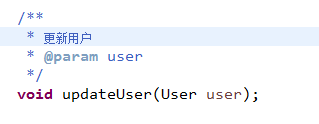 /**
 * 更新用户
 * @param user
 */
void updateUser(User user);